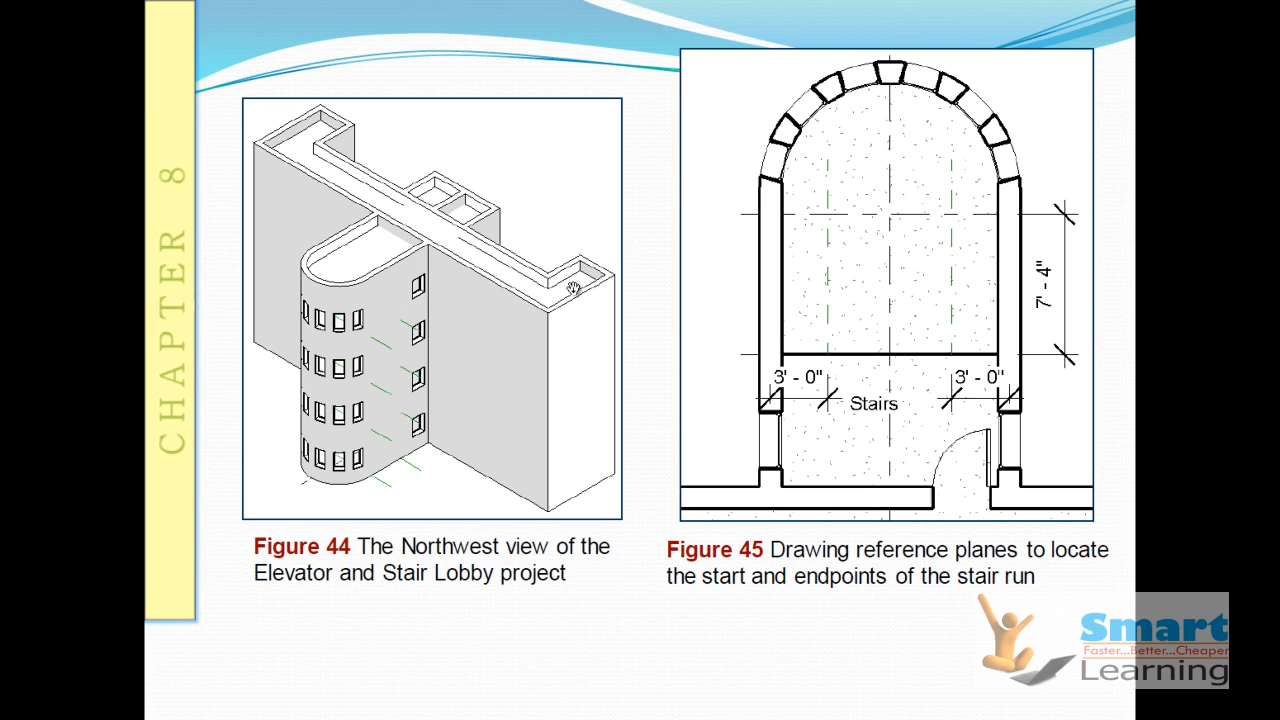 CHAPTER 8
7' - 4"
3' - 0"
3' - 0"
Stairs
Figure 44 The Northwest view of the
Elevator and Stair Lobby project
Figure 45 Drawing reference planes to locate
the start and endpoints of the stair run
Smart
Faster...Better...Cheaper
Learning